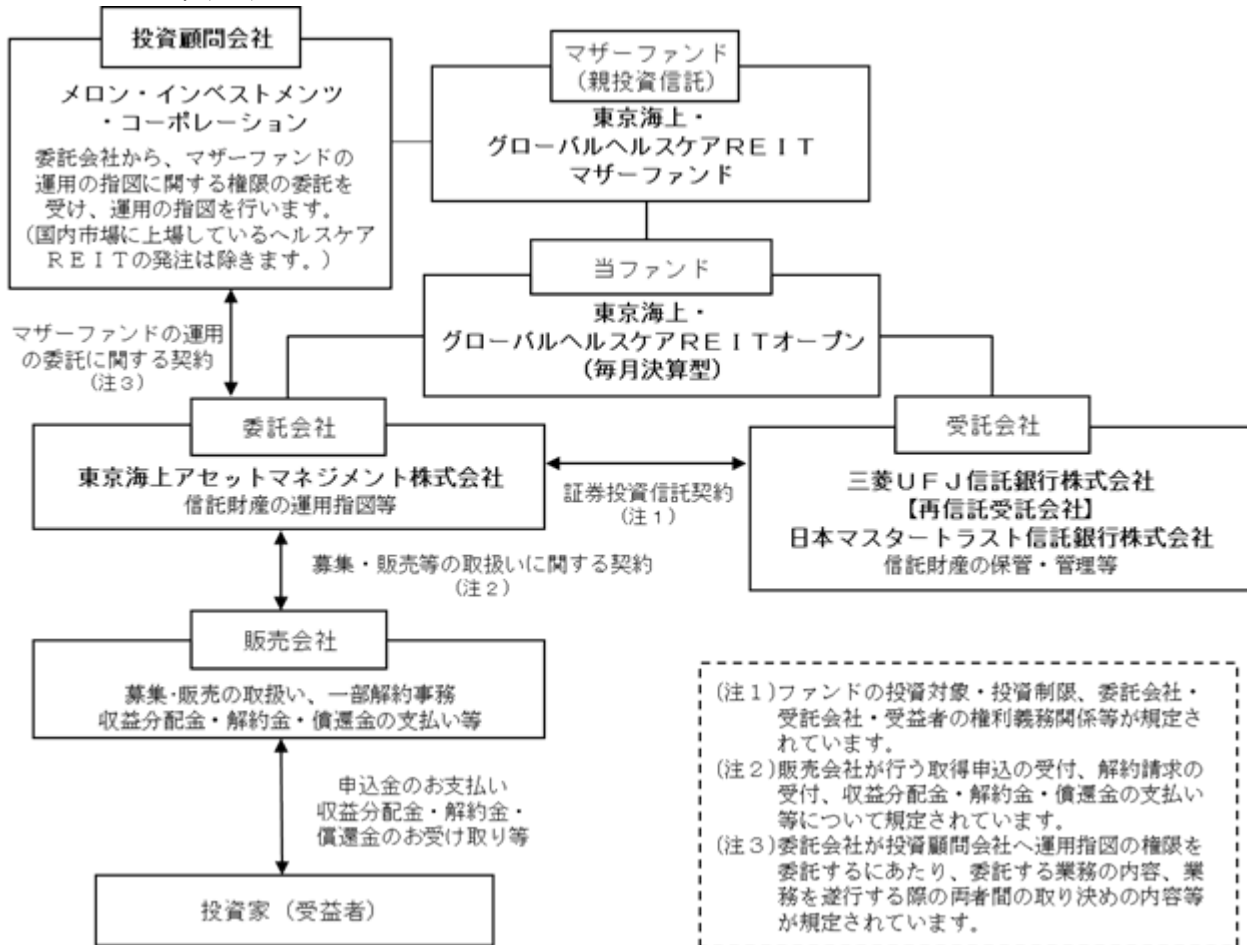 投資顧問会社
メロン・インベストメンツ
・コーポレーション
委託会社から、マザーファンドの
運用の指図に関する権限の委託を
受け、運用の指図を行います。
(国内市場に上場しているヘルスケア
ＲＥＩＴの発注は除きます。)
マザーファンド
(親投資信託)
東京海上・
グローバルヘルスケアＲＥＩＴ
マザーファンド
当ファンド
東京海上・
グローバルヘルスケアＲＥＩＴオープン
(毎月決算型)
マザーファンドの運用
の委託に関する契約
(注３)
委託会社
東京海上アセットマネジメント株式会社
信託財産の運用指図等
証券投資信託契約
(注１)
受託会社
三菱ＵＦＪ信託銀行株式会社
【再信託受託会社】
日本マスタートラスト信託銀行株式会社
信託財産の保管・管理等
募集・販売等の取扱いに関する契約
(注２)
販売会社
募集・販売の取扱い、一部解約事務
収益分配金・解約金・償還金の支払い等
申込金のお支払い
収益分配金・解約金・
償還金のお受け取り等
投資家（受益者）
(注１)ファンドの投資対象・投資制限、委託会社・
受託会社・受益者の権利義務関係等が規定さ
れています。
(注２)販売会社が行う取得申込の受付、解約請求の
受付、収益分配金・解約金・償還金の支払い
等について規定されています。
(注３)委託会社が投資顧問会社へ運用指図の権限を
委託するにあたり、委託する業務の内容、業
務を遂行する際の両者間の取り決めの内容等
が規定されています。